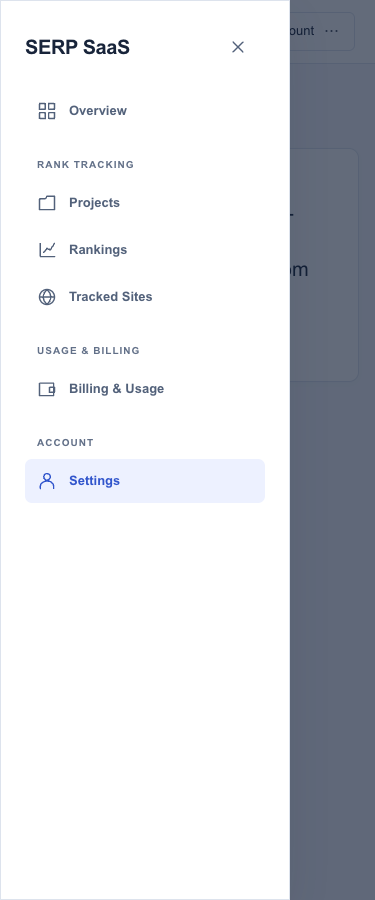 SERP SaaS
Overview
RANK TRACKING
Projects
Rankings
Tracked Sites
USAGE & BILLING
Billing & Usage
ACCOUNT
Settings